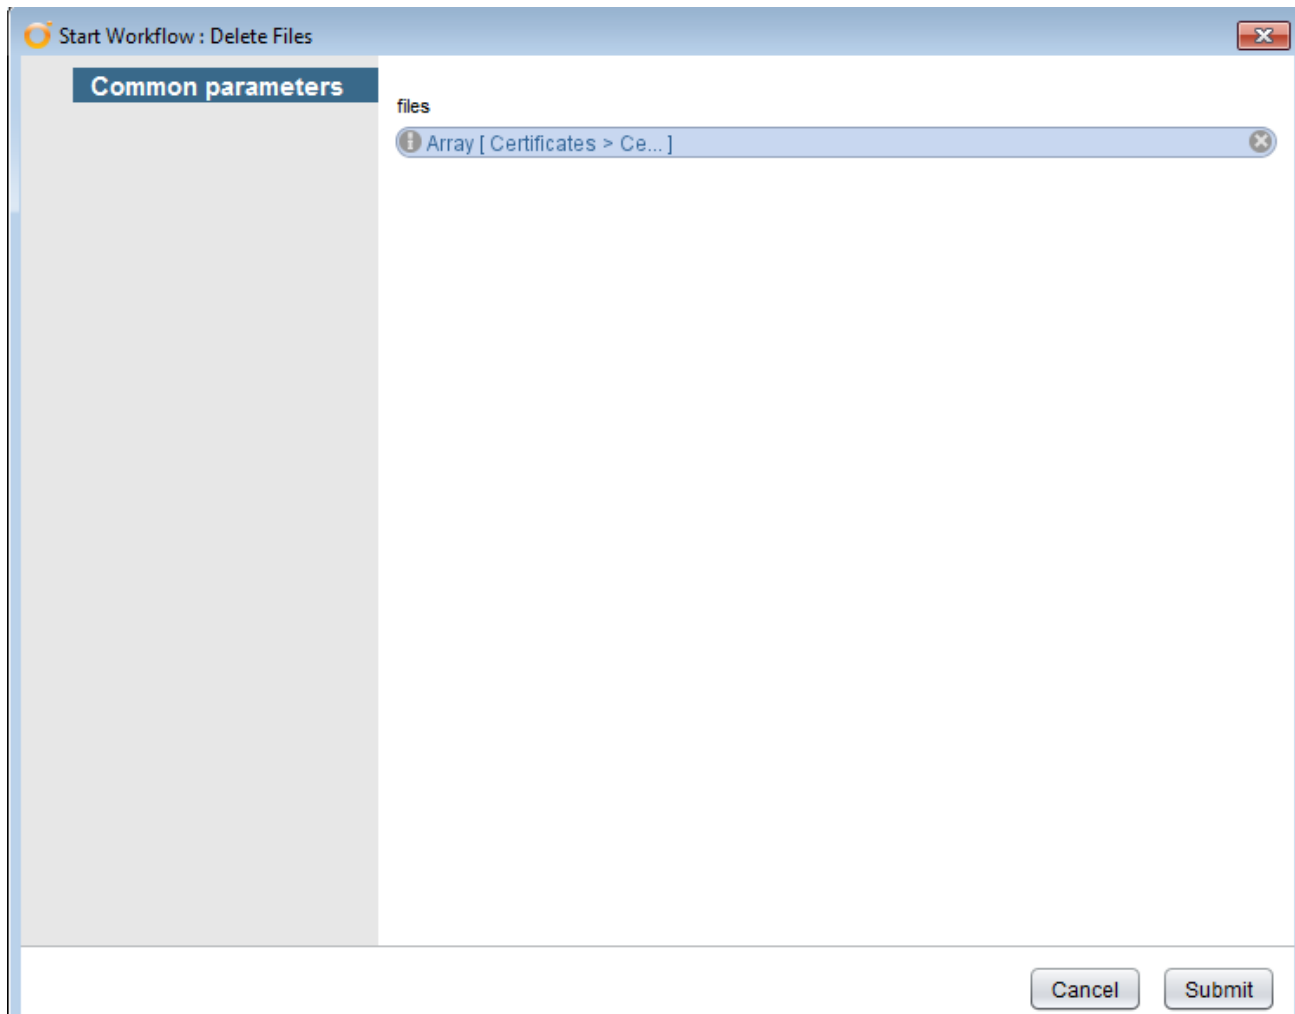 Start Workflow : Delete Files
Common parameters
files
Array [ Certificates > Ce... ]
Cancel
Submit